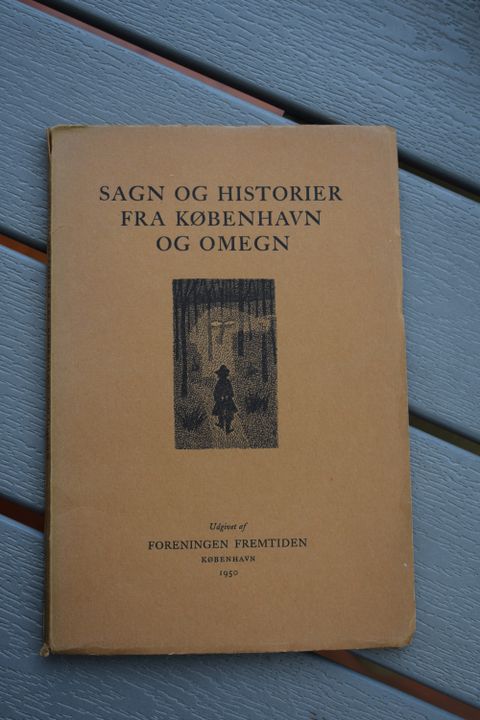 SAGN OG HISTORIER
FRA KØBENHAVN
OG OMEGN
Udgivet af
FORENINGEN FREMTIDEN
KØBENHAVN
1950